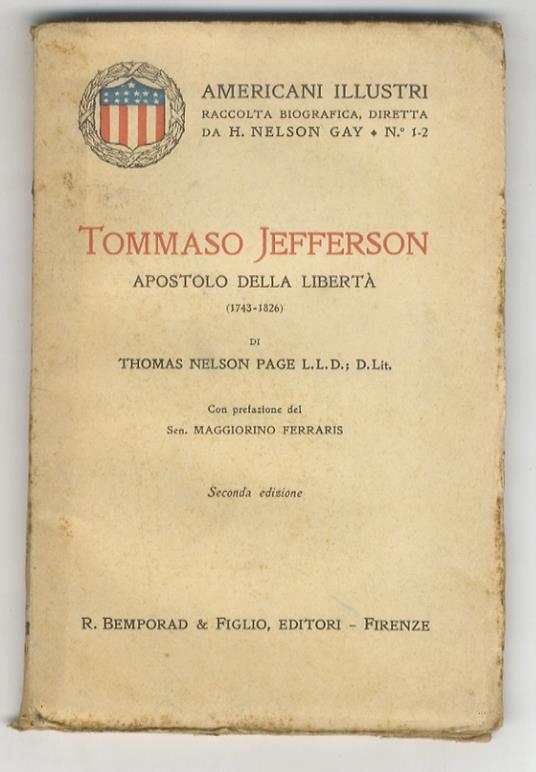 AMERICANI ILLUSTRI
RACCOLTA BIOGRAFICA, DIRETTA
DA H. NELSON GAY ◆ N.º 1-2
TOMMASO JEFFERSON
APOSTOLO DELLA LIBERTÀ
(1743-1826)
DI
THOMAS NELSON PAGE L.L.D.; D.Lit.
Con prefazione del
Sen. MAGGIORINO FERRARIS
Seconda edizione
R. BEMPORAD & FIGLIO, EDITORI - FIRENZE